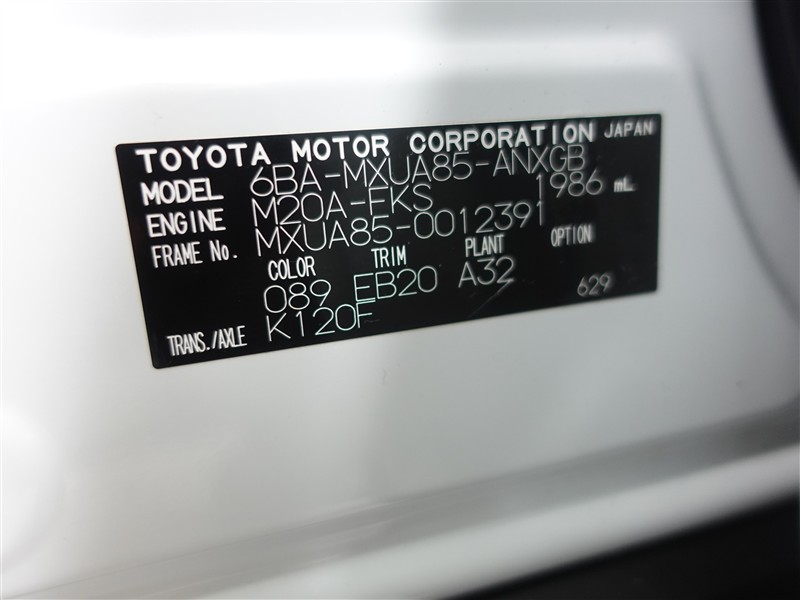 TOYOTA MOTOR CORPORATION JAPAN
MODEL 6BA-MXUA85-ANXGB
ENGINE M20A-FKS 1986 mL
FRAME No. MXUA85-0012391
COLOR TRIM PLANT OPTION
089 EB20 A32 629
TRANS./AXLE K120F